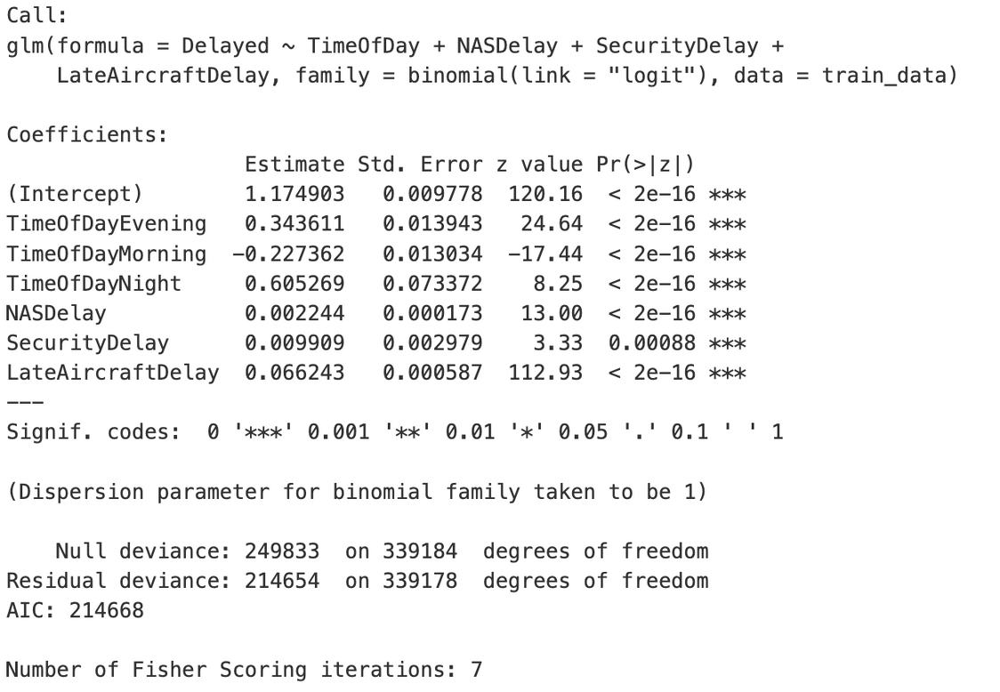 Call:
glm(formula = Delayed ~ TimeOfDay + NASDelay + SecurityDelay +
    LateAircraftDelay, family = binomial(link = "logit"), data = train_data)

Coefficients:
                   Estimate Std. Error z value Pr(>|z|)
(Intercept)        1.174903   0.009778  120.16  < 2e-16 ***
TimeOfDayEvening   0.343611   0.013943   24.64  < 2e-16 ***
TimeOfDayMorning  -0.227362   0.013034  -17.44  < 2e-16 ***
TimeOfDayNight     0.605269   0.073372    8.25  < 2e-16 ***
NASDelay           0.002244   0.000173   13.00  < 2e-16 ***
SecurityDelay      0.009909   0.002979    3.33  0.00088 ***
LateAircraftDelay  0.066243   0.000587  112.93  < 2e-16 ***
---
Signif. codes:  0 '***' 0.001 '**' 0.01 '*' 0.05 '.' 0.1 ' ' 1

(Dispersion parameter for binomial family taken to be 1)

    Null deviance: 249833  on 339184  degrees of freedom
Residual deviance: 214654  on 339178  degrees of freedom
AIC: 214668

Number of Fisher Scoring iterations: 7